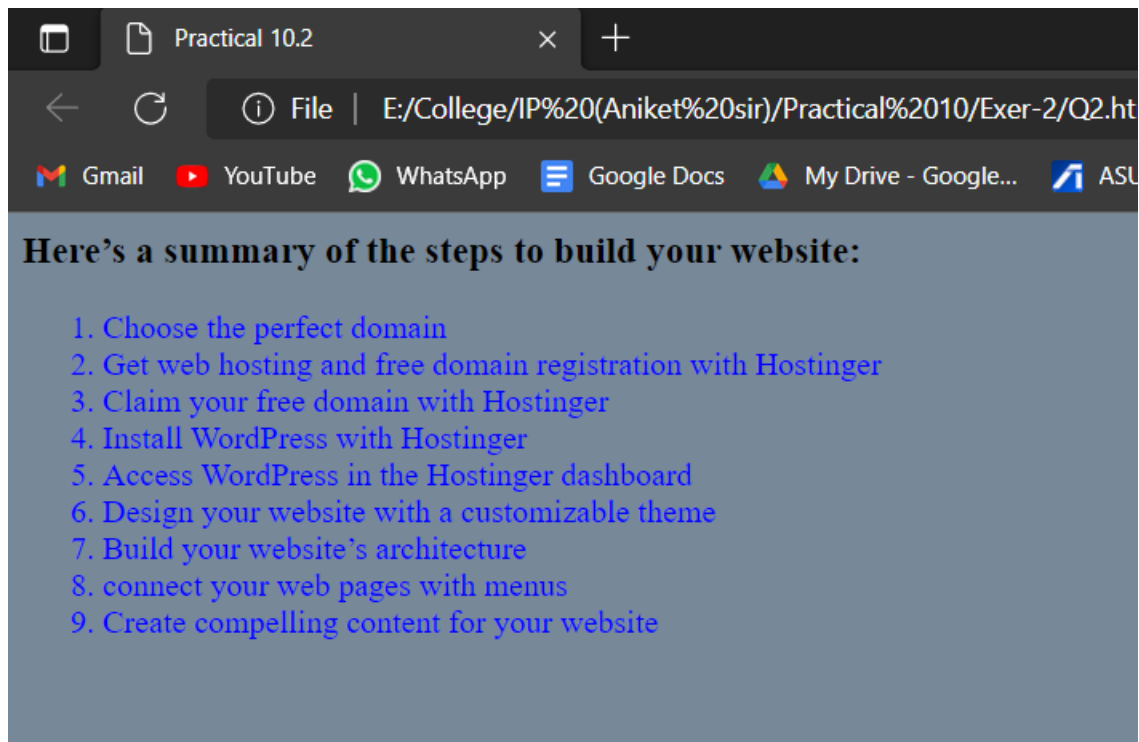 Practical 10.2
File | E:/College/IP%20(Aniket%20sir)/Practical%2010/Exer-2/Q2.ht
Gmail YouTube WhatsApp Google Docs My Drive - Google... ASU
Here’s a summary of the steps to build your website:
1. Choose the perfect domain
2. Get web hosting and free domain registration with Hostinger
3. Claim your free domain with Hostinger
4. Install WordPress with Hostinger
5. Access WordPress in the Hostinger dashboard
6. Design your website with a customizable theme
7. Build your website’s architecture
8. connect your web pages with menus
9. Create compelling content for your website